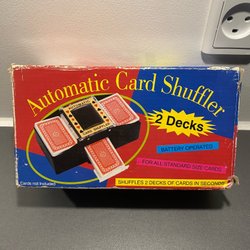 Automatic Card Shuffler
2 Decks
BATTERY OPERATED
FOR ALL STANDARD SIZE CARDS
SHUFFLES 2 DECKS OF CARDS IN SECONDS
Cards not Included